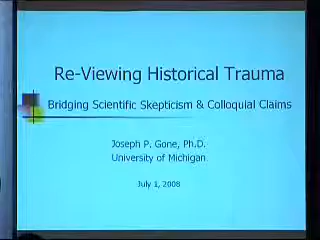 Re-Viewing Historical Trauma
Bridging Scientific Skepticism & Colloquial Claims
Joseph P. Gone, Ph.D.
University of Michigan
July 1, 2008